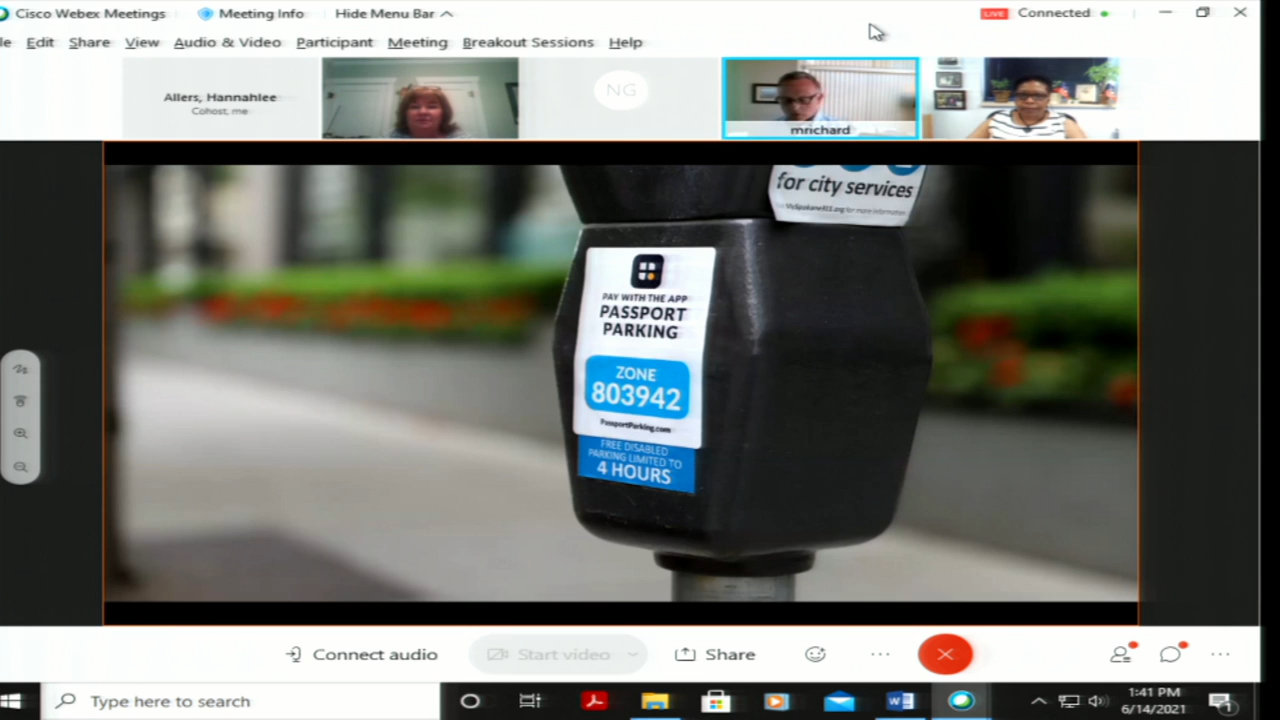 Cisco Webex Meetings
Meeting Info
Hide Menu Bar
LIVE
Connected
Edit
Share
View
Audio & Video
Participant
Meeting
Breakout Sessions
Help
Allers, Hannahlee
Cohost, me
NG
mrichard
for city services
PAY WITH THE APP
PASSPORT
PARKING
ZONE
803942
PassportParking.com
FREE DISABLED
PARKING LIMITED TO
4 HOURS
Connect audio
Start video
Share
Type here to search
1:41 PM
6/14/2021
1